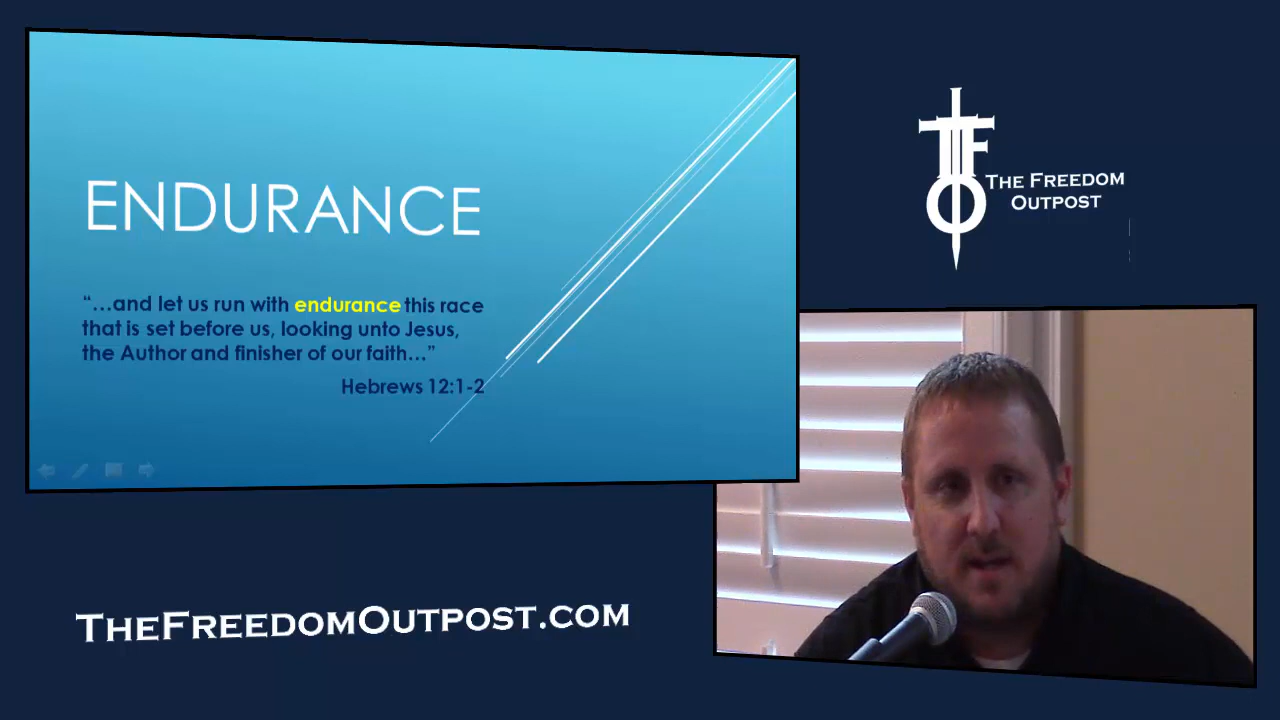 ENDURANCE
“…and let us run with endurance this race
that is set before us, looking unto Jesus,
the Author and finisher of our faith…”
Hebrews 12:1-2
TFO
THE FREEDOM
OUTPOST
THEFREEDOMOUTPOST.COM